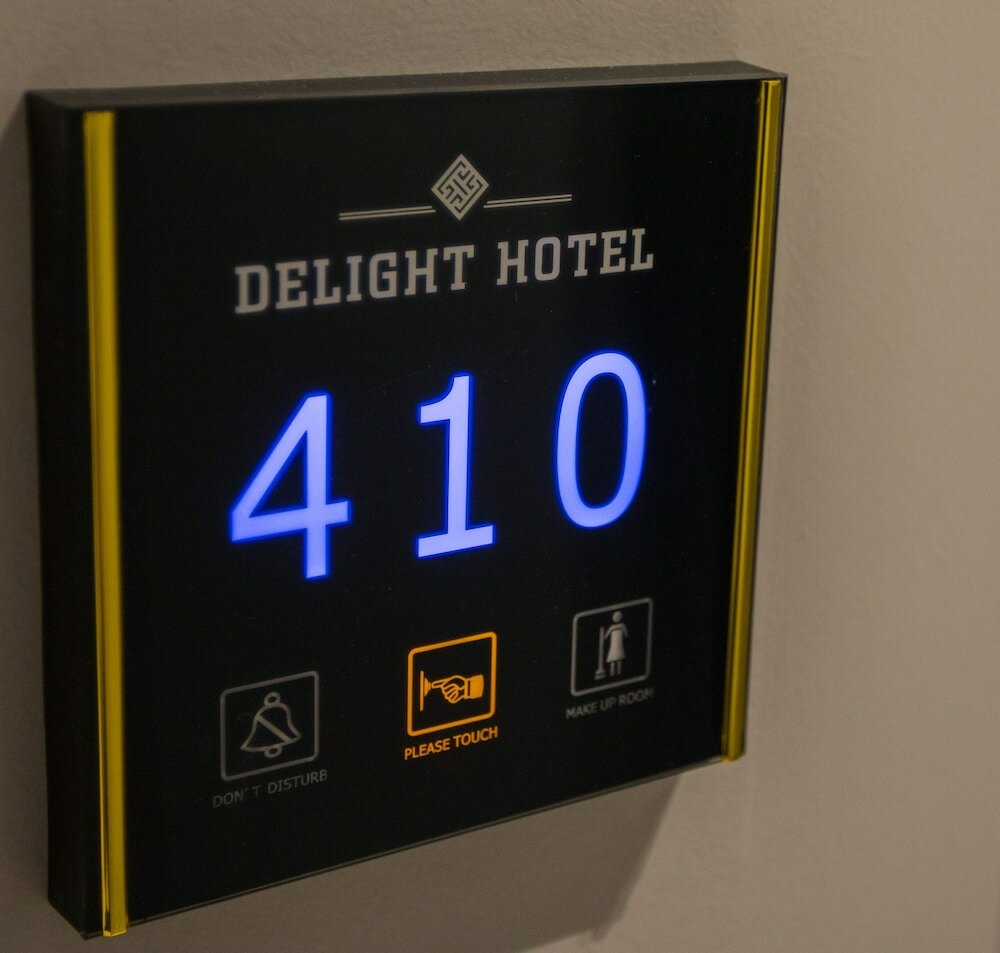 DELIGHT HOTEL
410
DON'T DISTURB
PLEASE TOUCH
MAKE UP ROOM